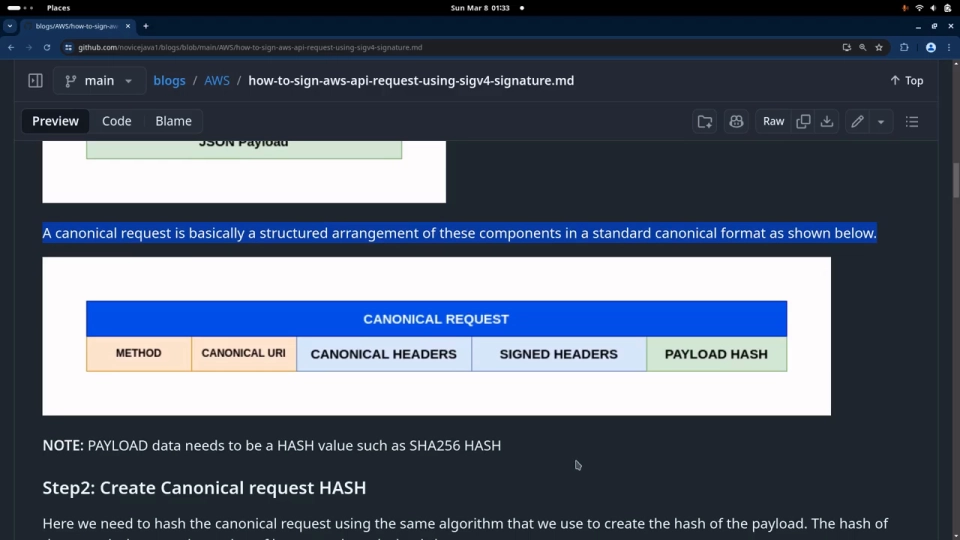 Places
Sun Mar 8 01:33
blogs/AWS/how-to-sign-aw
github.com/novicejava1/blogs/blob/main/AWS/how-to-sign-aws-api-request-using-sigv4-signature.md
main
blogs / AWS / how-to-sign-aws-api-request-using-sigv4-signature.md
Top
Preview Code Blame
Raw
JSON Payload
A canonical request is basically a structured arrangement of these components in a standard canonical format as shown below.
CANONICAL REQUEST
METHOD CANONICAL URI CANONICAL HEADERS SIGNED HEADERS PAYLOAD HASH
NOTE: PAYLOAD data needs to be a HASH value such as SHA256 HASH
Step2: Create Canonical request HASH
Here we need to hash the canonical request using the same algorithm that we use to create the hash of the payload. The hash of